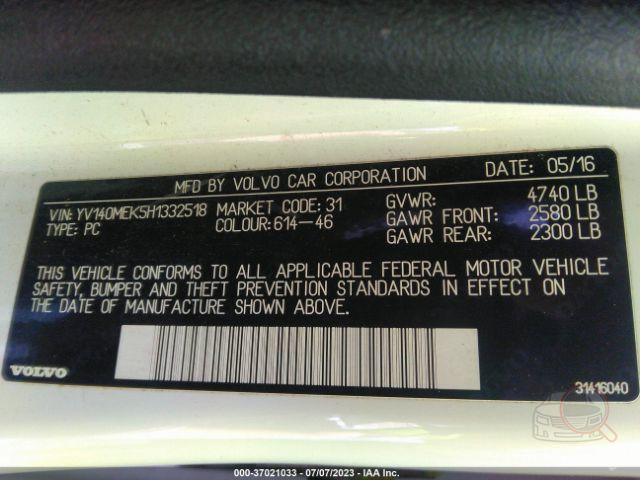 MFD BY VOLVO CAR CORPORATION DATE: 05/16
VIN: YV140MEK5H1332518 MARKET CODE: 31 GVWR: 4740 LB
TYPE: PC COLOUR: 614-46 GAWR FRONT: 2580 LB
GAWR REAR: 2300 LB
THIS VEHICLE CONFORMS TO ALL APPLICABLE FEDERAL MOTOR VEHICLE
SAFETY, BUMPER AND THEFT PREVENTION STANDARDS IN EFFECT ON
THE DATE OF MANUFACTURE SHOWN ABOVE.
VOLVO 31416040
000-37021033 - 07/07/2023 - IAA Inc.